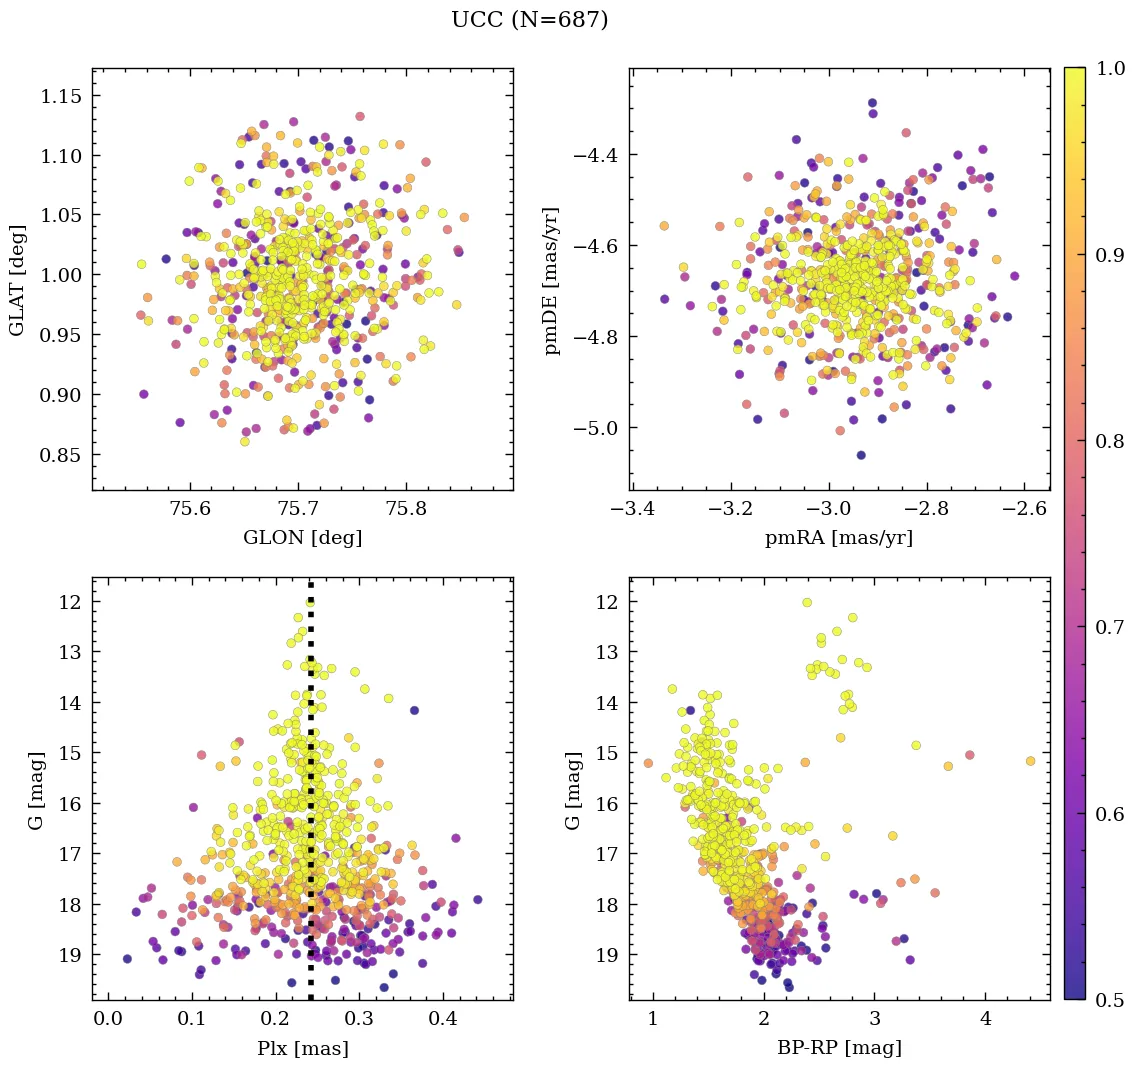 UCC (N=687)
1.15
1.10
1.05
1.00
0.95
0.90
0.85
GLAT [deg]
75.6 75.7 75.8
GLON [deg]
−4.4
−4.6
−4.8
−5.0
pmDE [mas/yr]
−3.4 −3.2 −3.0 −2.8 −2.6
pmRA [mas/yr]
12
13
14
15
16
17
18
19
G [mag]
0.0 0.1 0.2 0.3 0.4
Plx [mas]
12
13
14
15
16
17
18
19
G [mag]
1 2 3 4
BP-RP [mag]
1.0
0.9
0.8
0.7
0.6
0.5